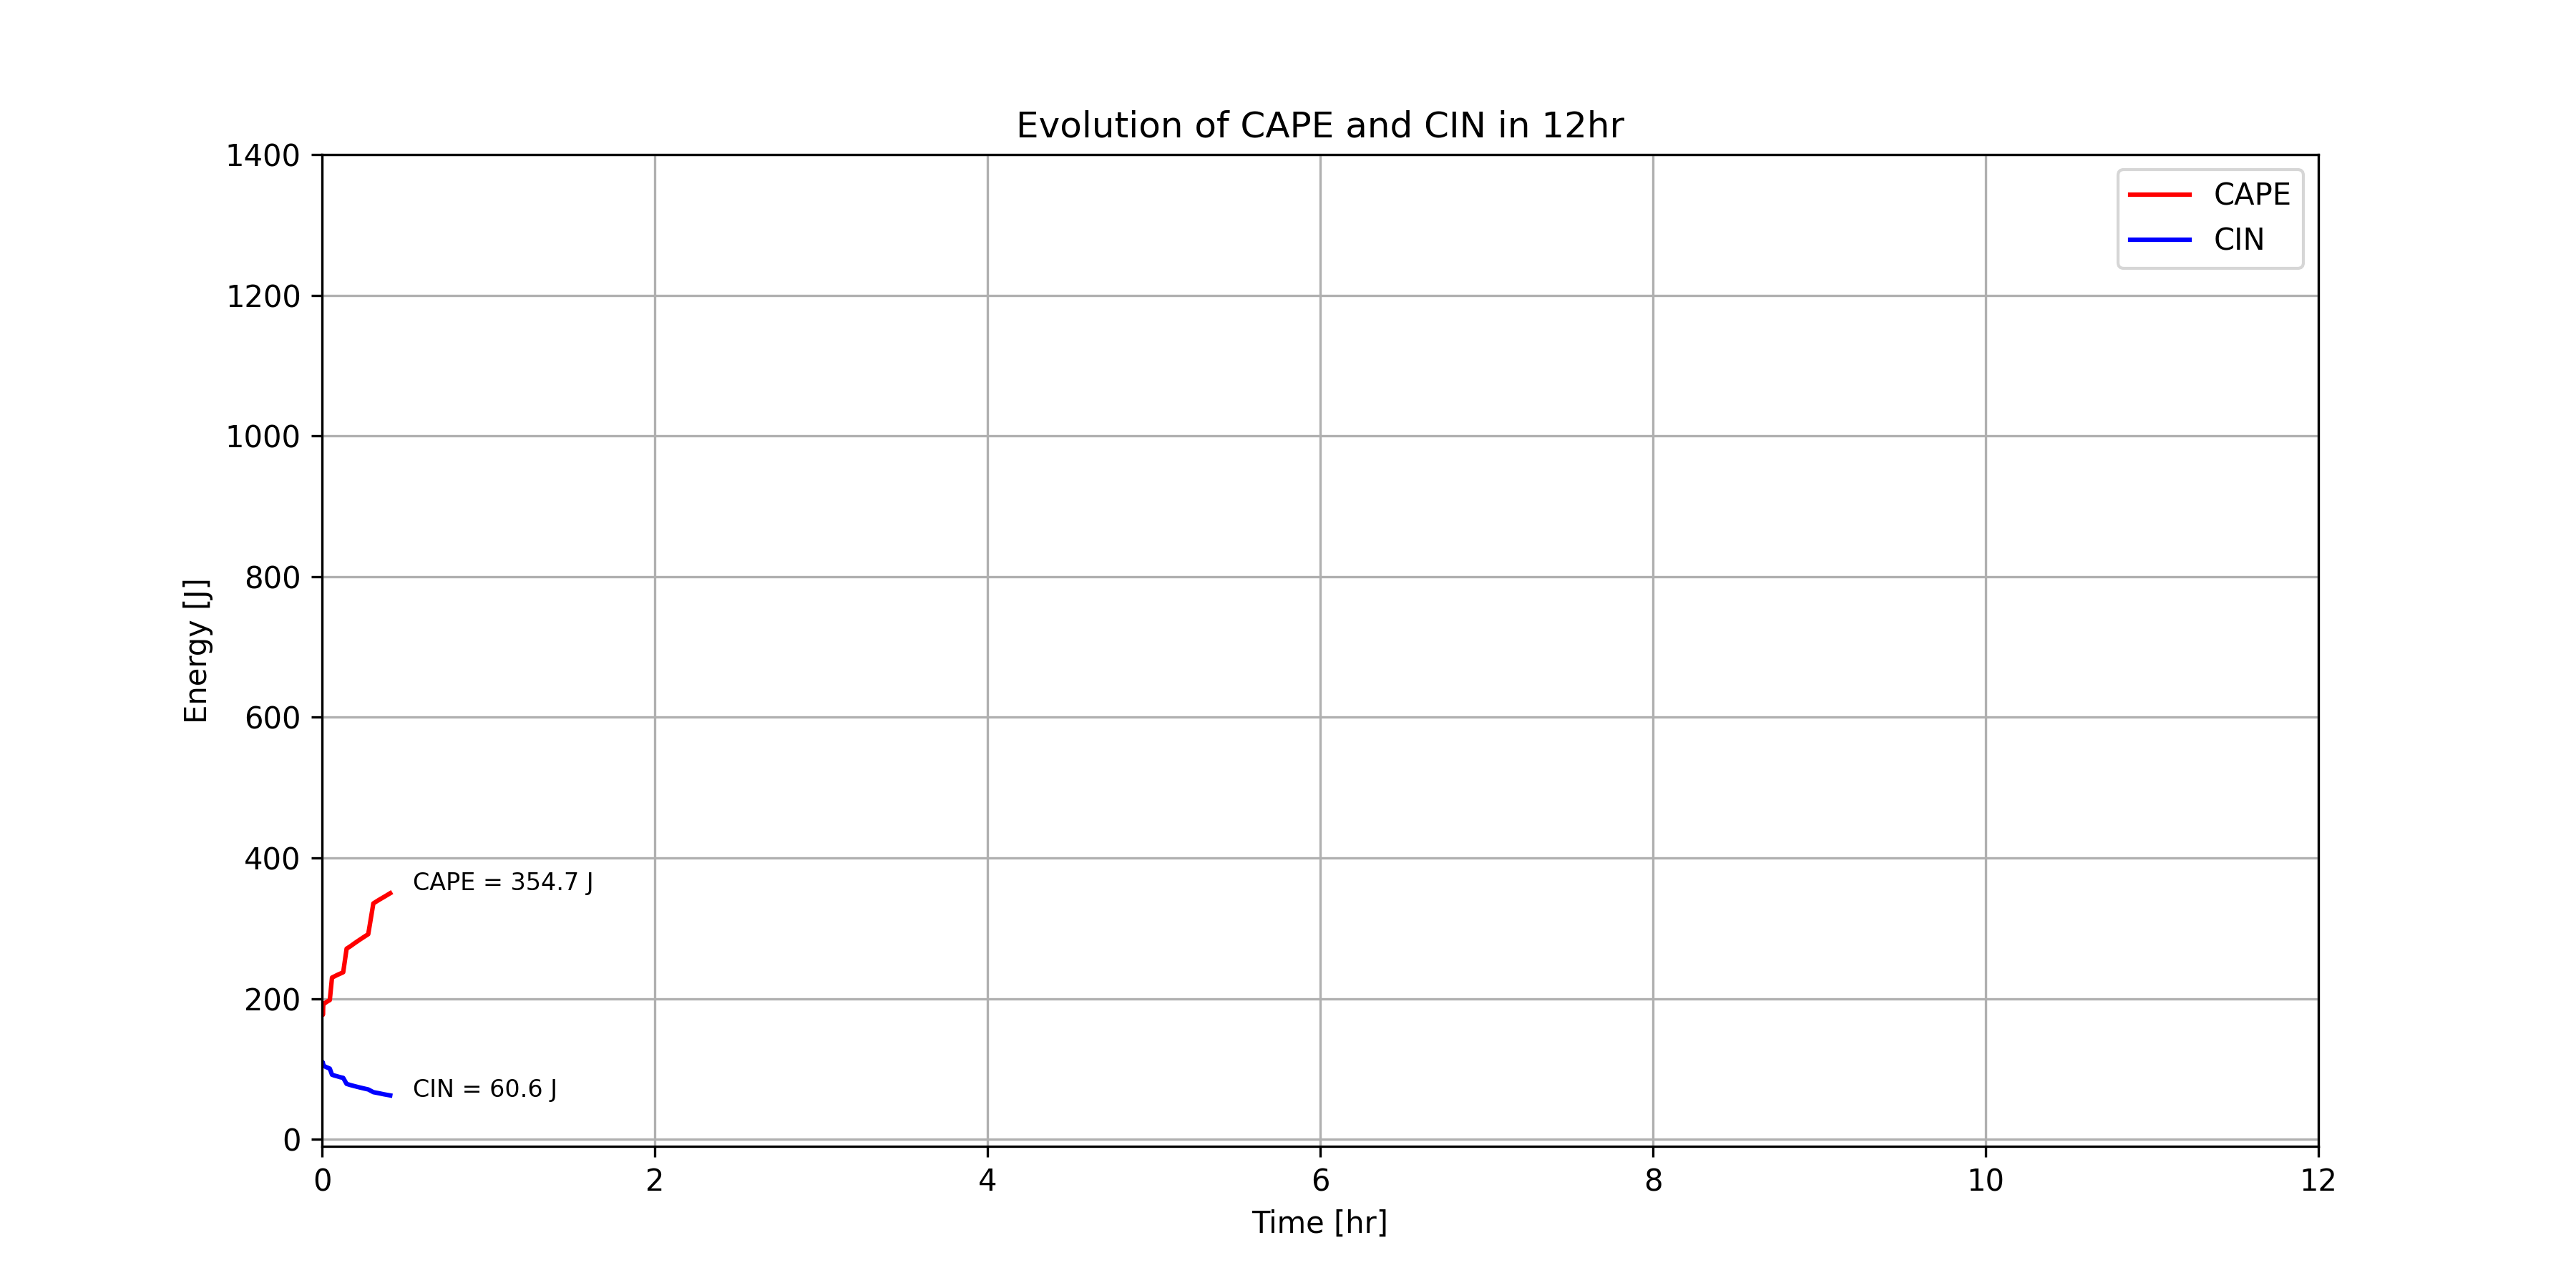 Evolution of CAPE and CIN in 12hr
1400
1200
1000
800
600
400
200
0
Energy [J]
CAPE
CIN
CAPE = 354.7 J
CIN = 60.6 J
0 2 4 6 8 10 12
Time [hr]